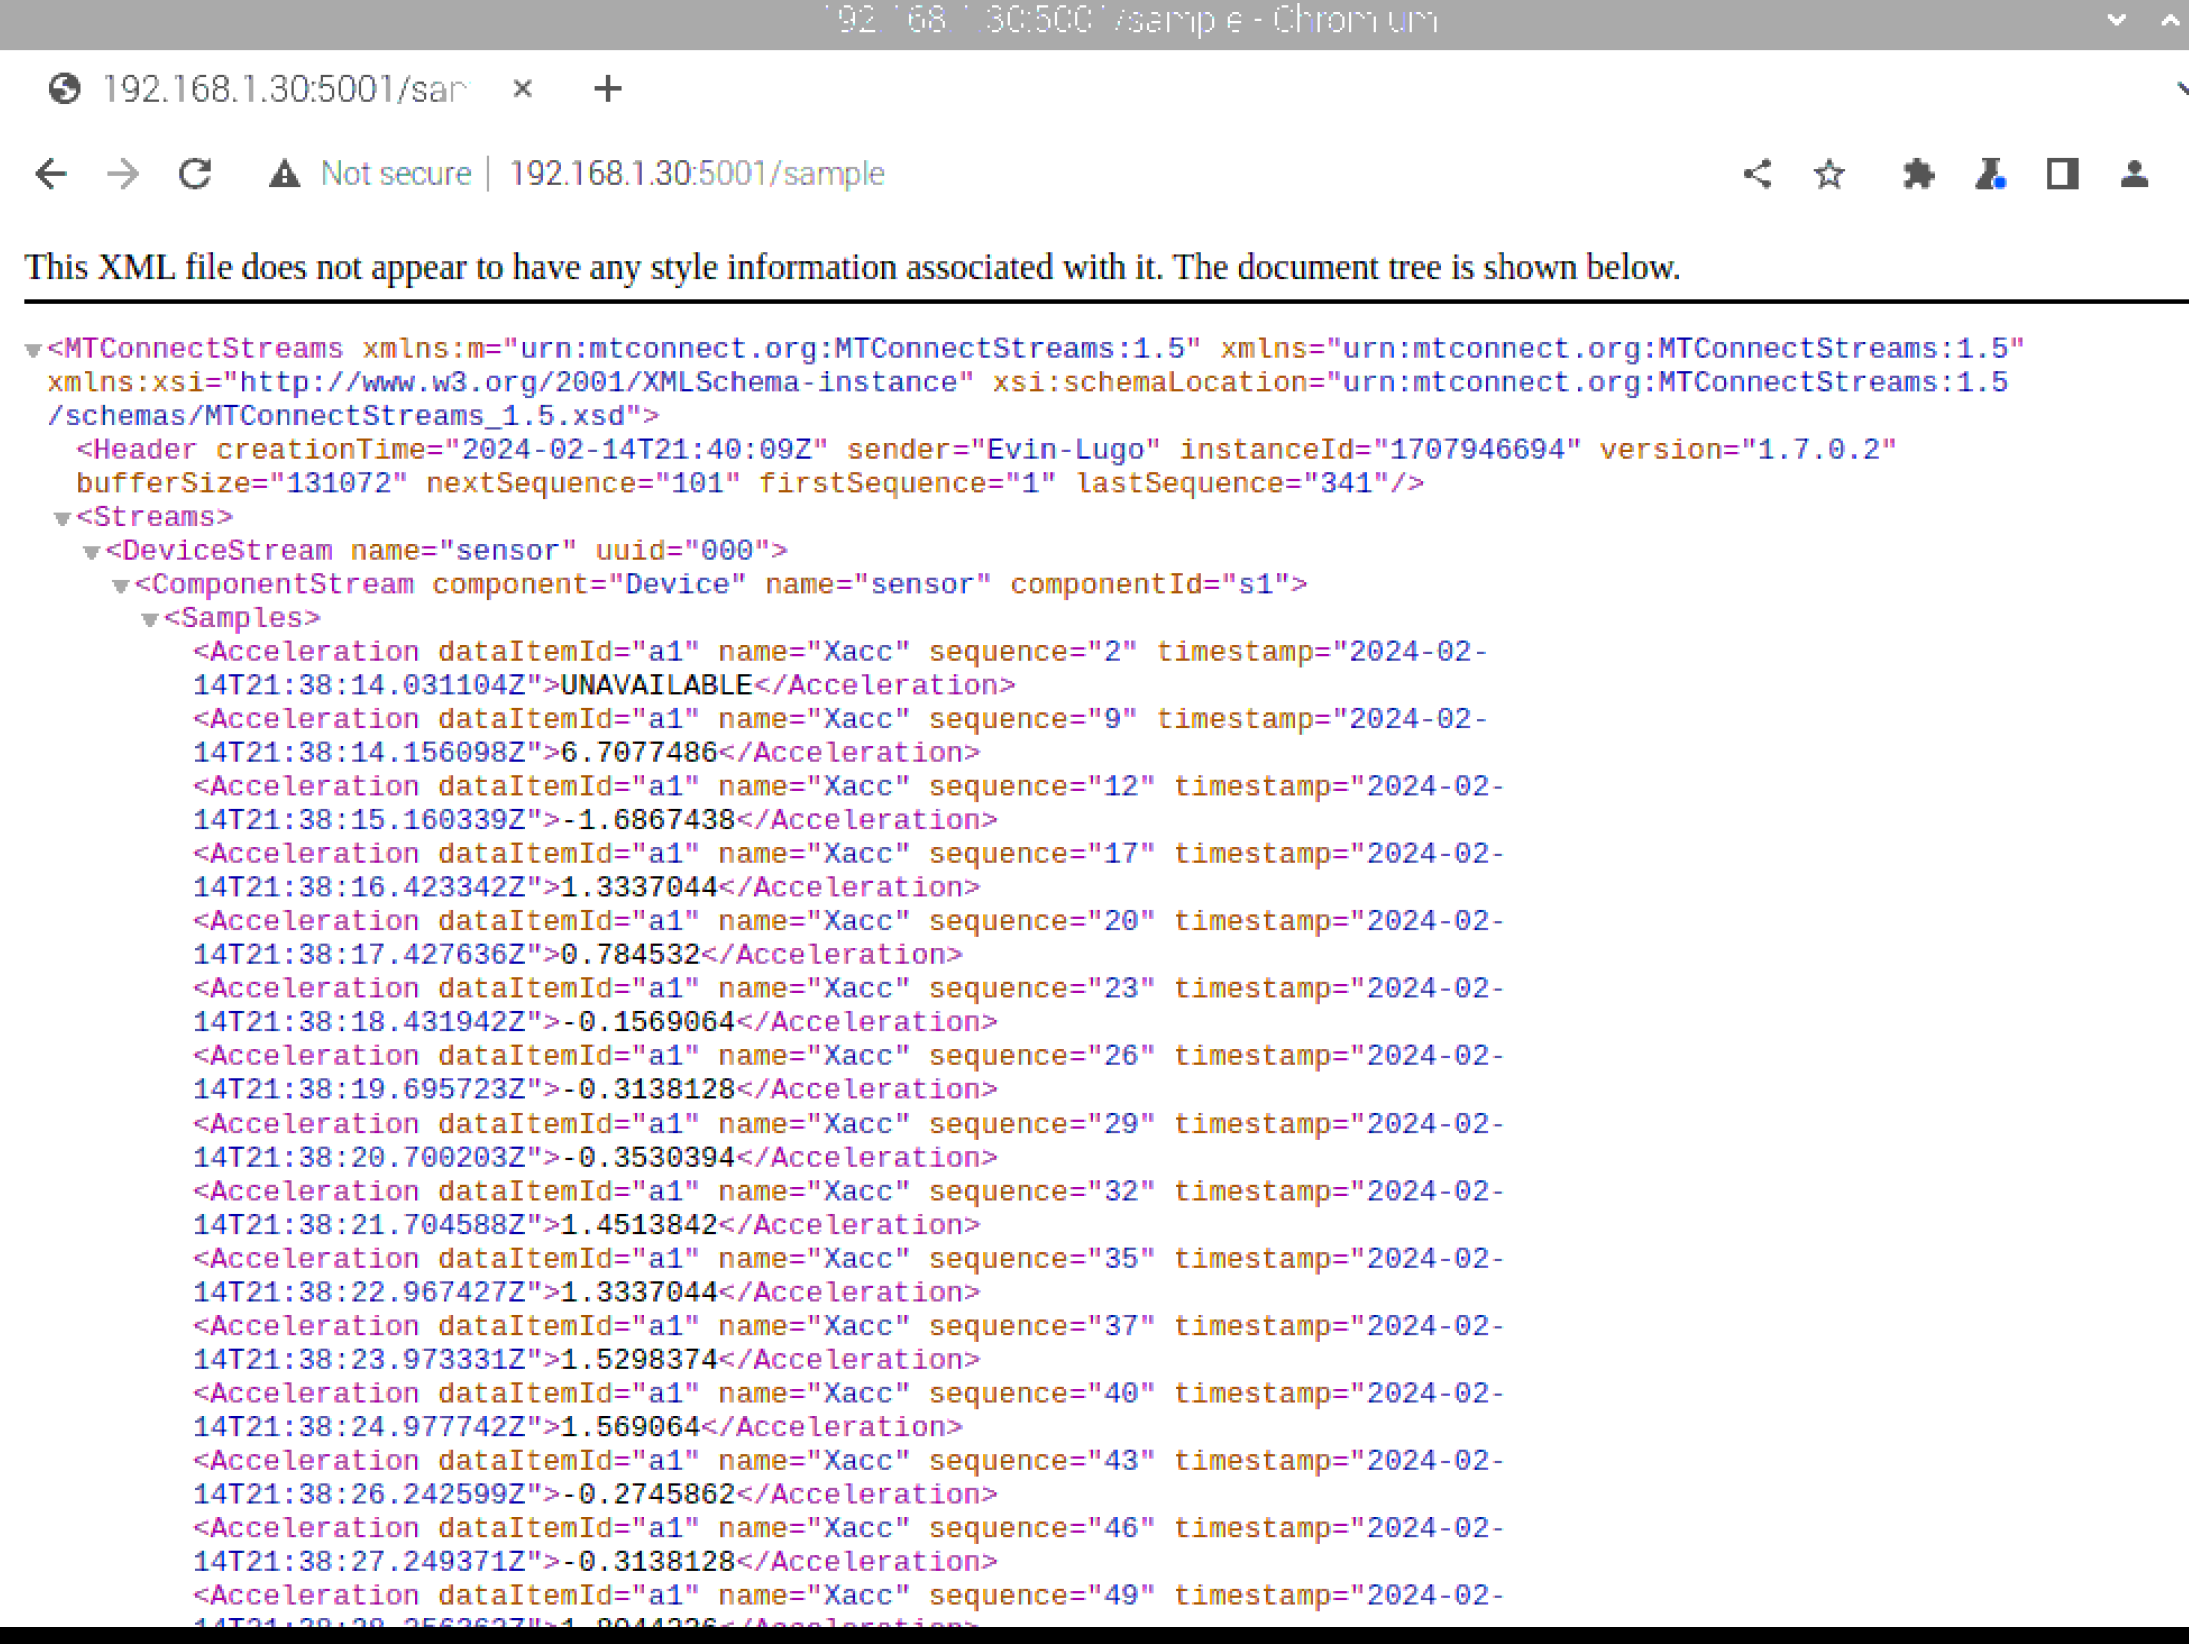 192.168.1.30:5001/sample - Chromium
192.168.1.30:5001/sam
Not secure 192.168.1.30:5001/sample
This XML file does not appear to have any style information associated with it. The document tree is shown below.
<MTConnectStreams xmlns:m="urn:mtconnect.org:MTConnectStreams:1.5" xmlns="urn:mtconnect.org:MTConnectStreams:1.5"
xmlns:xsi="http://www.w3.org/2001/XMLSchema-instance" xsi:schemaLocation="urn:mtconnect.org:MTConnectStreams:1.5
/schemas/MTConnectStreams_1.5.xsd">
<Header creationTime="2024-02-14T21:40:09Z" sender="Evin-Lugo" instanceId="1707946694" version="1.7.0.2"
bufferSize="131072" nextSequence="101" firstSequence="1" lastSequence="341"/>
<Streams>
<DeviceStream name="sensor" uuid="000">
<ComponentStream component="Device" name="sensor" componentId="s1">
<Samples>
<Acceleration dataItemId="a1" name="Xacc" sequence="2" timestamp="2024-02-
14T21:38:14.031104Z">UNAVAILABLE</Acceleration>
<Acceleration dataItemId="a1" name="Xacc" sequence="9" timestamp="2024-02-
14T21:38:14.156098Z">6.7077486</Acceleration>
<Acceleration dataItemId="a1" name="Xacc" sequence="12" timestamp="2024-02-
14T21:38:15.160339Z">-1.6867438</Acceleration>
<Acceleration dataItemId="a1" name="Xacc" sequence="17" timestamp="2024-02-
14T21:38:16.423342Z">1.3337044</Acceleration>
<Acceleration dataItemId="a1" name="Xacc" sequence="20" timestamp="2024-02-
14T21:38:17.427636Z">0.784532</Acceleration>
<Acceleration dataItemId="a1" name="Xacc" sequence="23" timestamp="2024-02-
14T21:38:18.431942Z">-0.1569064</Acceleration>
<Acceleration dataItemId="a1" name="Xacc" sequence="26" timestamp="2024-02-
14T21:38:19.695723Z">-0.3138128</Acceleration>
<Acceleration dataItemId="a1" name="Xacc" sequence="29" timestamp="2024-02-
14T21:38:20.700203Z">-0.3530394</Acceleration>
<Acceleration dataItemId="a1" name="Xacc" sequence="32" timestamp="2024-02-
14T21:38:21.704588Z">1.4513842</Acceleration>
<Acceleration dataItemId="a1" name="Xacc" sequence="35" timestamp="2024-02-
14T21:38:22.967427Z">1.3337044</Acceleration>
<Acceleration dataItemId="a1" name="Xacc" sequence="37" timestamp="2024-02-
14T21:38:23.973331Z">1.5298374</Acceleration>
<Acceleration dataItemId="a1" name="Xacc" sequence="40" timestamp="2024-02-
14T21:38:24.977742Z">1.569064</Acceleration>
<Acceleration dataItemId="a1" name="Xacc" sequence="43" timestamp="2024-02-
14T21:38:26.242599Z">-0.2745862</Acceleration>
<Acceleration dataItemId="a1" name="Xacc" sequence="46" timestamp="2024-02-
14T21:38:27.249371Z">-0.3138128</Acceleration>
<Acceleration dataItemId="a1" name="Xacc" sequence="49" timestamp="2024-02-